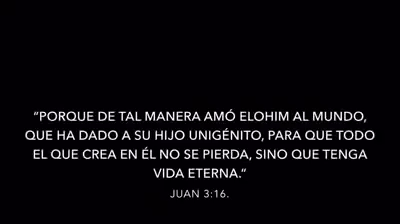 “PORQUE DE TAL MANERA AMÓ ELOHIM AL MUNDO,
QUE HA DADO A SU HIJO UNIGÉNITO, PARA QUE TODO
EL QUE CREA EN ÉL NO SE PIERDA, SINO QUE TENGA
VIDA ETERNA.“
JUAN 3:16.